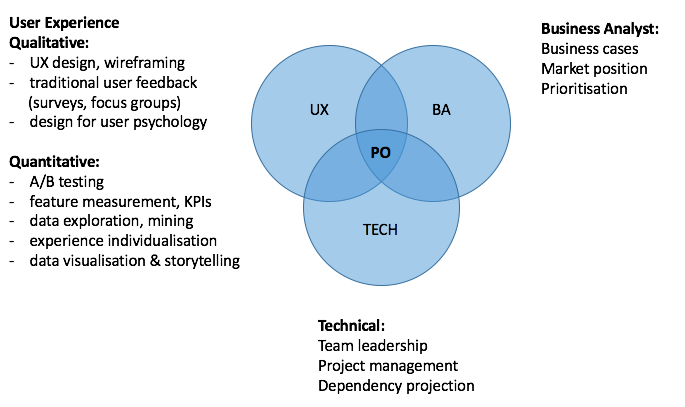 User Experience
Qualitative:
- UX design, wireframing
- traditional user feedback
(surveys, focus groups)
- design for user psychology
Quantitative:
- A/B testing
- feature measurement, KPIs
- data exploration, mining
- experience individualisation
- data visualisation & storytelling
UX
BA
PO
TECH
Business Analyst:
Business cases
Market position
Prioritisation
Technical:
Team leadership
Project management
Dependency projection